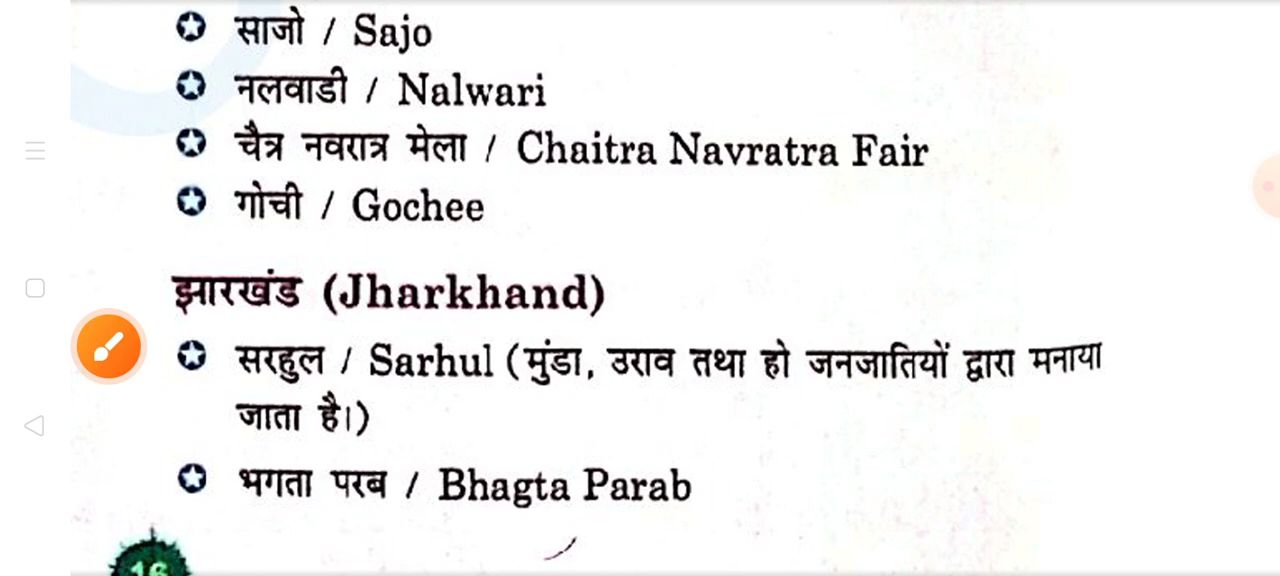 साजो / Sajo
नलवाडी / Nalwari
चैत्र नवरात्र मेला / Chaitra Navratra Fair
गोची / Gochee
झारखंड (Jharkhand)
सरहुल / Sarhul (मुंडा, उराव तथा हो जनजातियों द्वारा मनाया
जाता है।)
भगता परब / Bhagta Parab
16